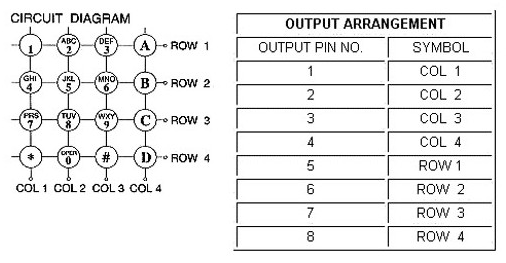 CIRCUIT DIAGRAM
1 ABC 2 DEF 3 A ROW 1
GHI 4 JKL 5 MNO 6 B ROW 2
PRS 7 TUV 8 WXY 9 C ROW 3
* OPER 0 # D ROW 4
COL 1 COL 2 COL 3 COL 4
OUTPUT ARRANGEMENT
OUTPUT PIN NO. SYMBOL
1 COL 1
2 COL 2
3 COL 3
4 COL 4
5 ROW 1
6 ROW 2
7 ROW 3
8 ROW 4